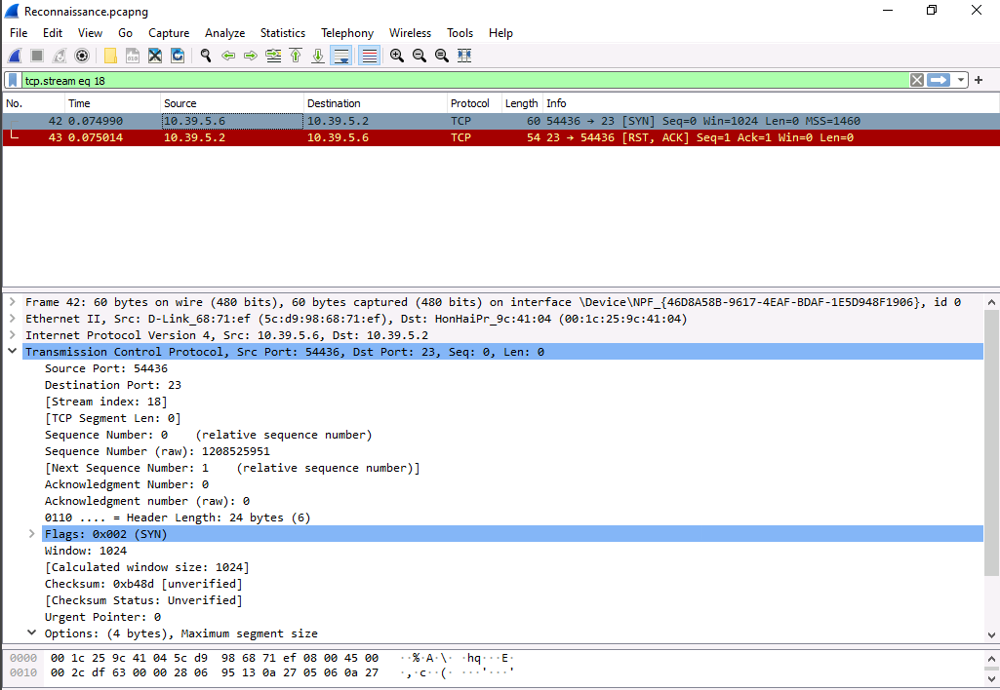 Reconnaissance.pcapng
File Edit View Go Capture Analyze Statistics Telephony Wireless Tools Help
tcp.stream eq 18
No. Time Source Destination Protocol Length Info
42 0.074990 10.39.5.6 10.39.5.2 TCP 60 54436 → 23 [SYN] Seq=0 Win=1024 Len=0 MSS=1460
43 0.075014 10.39.5.2 10.39.5.6 TCP 54 23 → 54436 [RST, ACK] Seq=1 Ack=1 Win=0 Len=0
Frame 42: 60 bytes on wire (480 bits), 60 bytes captured (480 bits) on interface \Device\NPF_{46D8A58B-9617-4EAF-BDAF-1E5D948F1906}, id 0
Ethernet II, Src: D-Link_68:71:ef (5c:d9:98:68:71:ef), Dst: HonHaiPr_9c:41:04 (00:1c:25:9c:41:04)
Internet Protocol Version 4, Src: 10.39.5.6, Dst: 10.39.5.2
Transmission Control Protocol, Src Port: 54436, Dst Port: 23, Seq: 0, Len: 0
Source Port: 54436
Destination Port: 23
[Stream index: 18]
[TCP Segment Len: 0]
Sequence Number: 0 (relative sequence number)
Sequence Number (raw): 1208525951
[Next Sequence Number: 1 (relative sequence number)]
Acknowledgment Number: 0
Acknowledgment number (raw): 0
0110 .... = Header Length: 24 bytes (6)
Flags: 0x002 (SYN)
Window: 1024
[Calculated window size: 1024]
Checksum: 0xb48d [unverified]
[Checksum Status: Unverified]
Urgent Pointer: 0
Options: (4 bytes), Maximum segment size
0000 00 1c 25 9c 41 04 5c d9 98 68 71 ef 08 00 45 00 ··%·A·\· ·hq···E·
0010 00 2c df 63 00 00 28 06 95 13 0a 27 05 06 0a 27 ·,·c··(· ···'···'